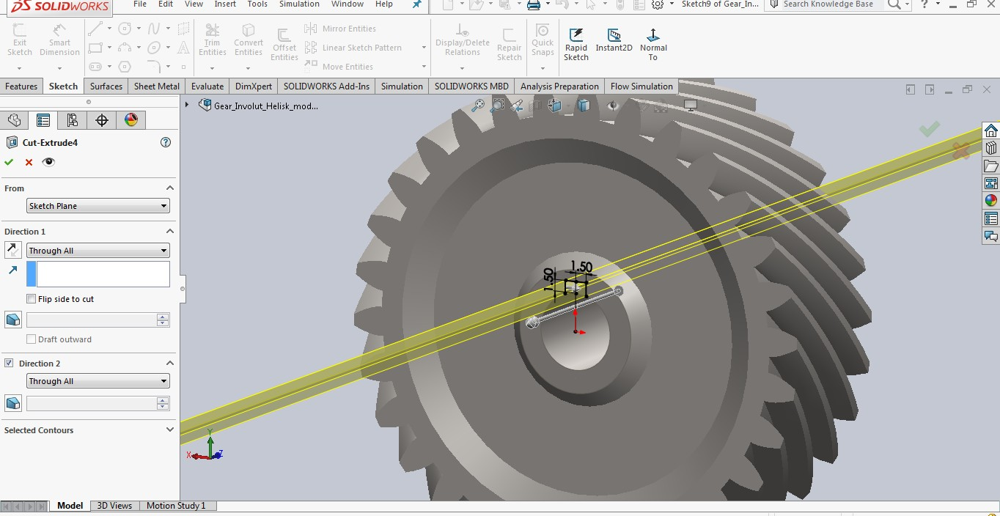 SOLIDWORKS File Edit View Insert Tools Simulation Window Help Sketch9 of Gear_In... Search Knowledge Base ?
Exit Sketch
Smart Dimension
Trim Entities
Convert Entities
Offset Entities
Mirror Entities
Linear Sketch Pattern
Move Entities
Display/Delete Relations
Repair Sketch
Quick Snaps
Rapid Sketch
Instant2D
Normal To
Features Sketch Surfaces Sheet Metal Evaluate DimXpert SOLIDWORKS Add-Ins Simulation SOLIDWORKS MBD Analysis Preparation Flow Simulation
Gear_Involut_Helisk_mod...
Cut-Extrude4
From
Sketch Plane
Direction 1
Through All
Flip side to cut
Draft outward
Direction 2
Through All
Selected Contours
1.50
1.50
Y
X Z
Model 3D Views Motion Study 1